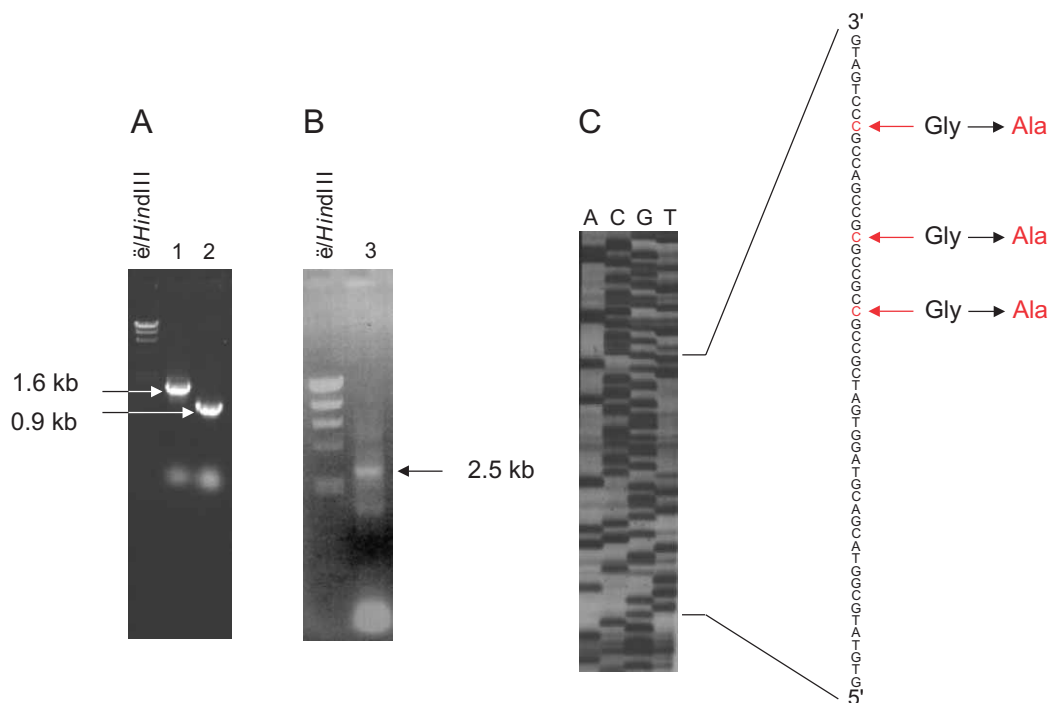 3'
GTAGTCCCGCCAGCCGCGCCGCCGCCGCTAGTGGATGCAGCATGGCGTATGTG
5'
Gly Ala
Gly Ala
Gly Ala
A
ë/HindIII 1 2
1.6 kb
0.9 kb
B
ë/HindIII 3
2.5 kb
C
A C G T